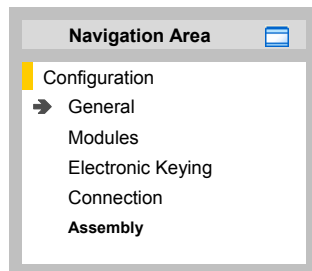 Navigation Area
Configuration
General
Modules
Electronic Keying
Connection
Assembly